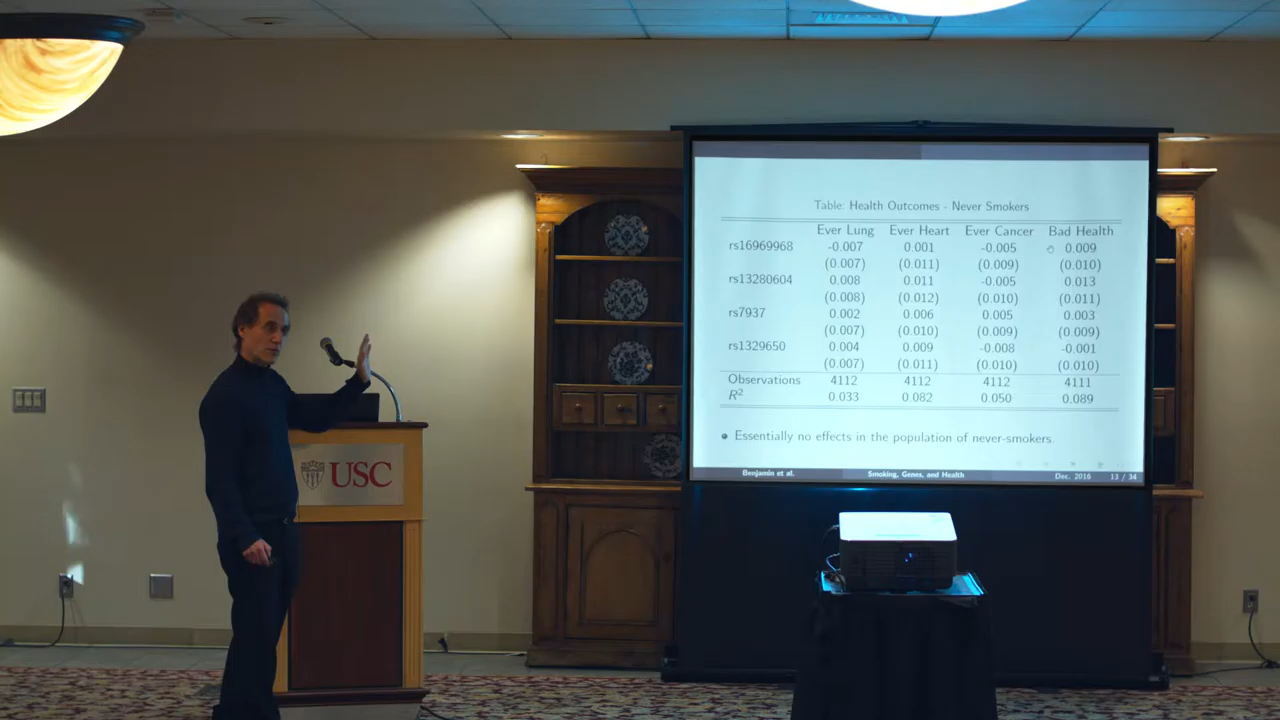 USC
Table: Health Outcomes - Never Smokers
Ever Lung Ever Heart Ever Cancer Bad Health
rs16969968 -0.007 0.001 -0.005 0.009
(0.007) (0.011) (0.009) (0.010)
rs13280604 0.008 0.011 -0.005 0.013
(0.008) (0.012) (0.010) (0.011)
rs7937 0.002 0.006 0.005 0.003
(0.007) (0.010) (0.009) (0.009)
rs1329650 0.004 0.009 -0.008 -0.001
(0.007) (0.011) (0.010) (0.010)
Observations 4112 4112 4112 4111
R² 0.033 0.082 0.050 0.089
• Essentially no effects in the population of never-smokers.
Benjamin et al. Smoking, Genes, and Health Dec. 2016 13 / 34